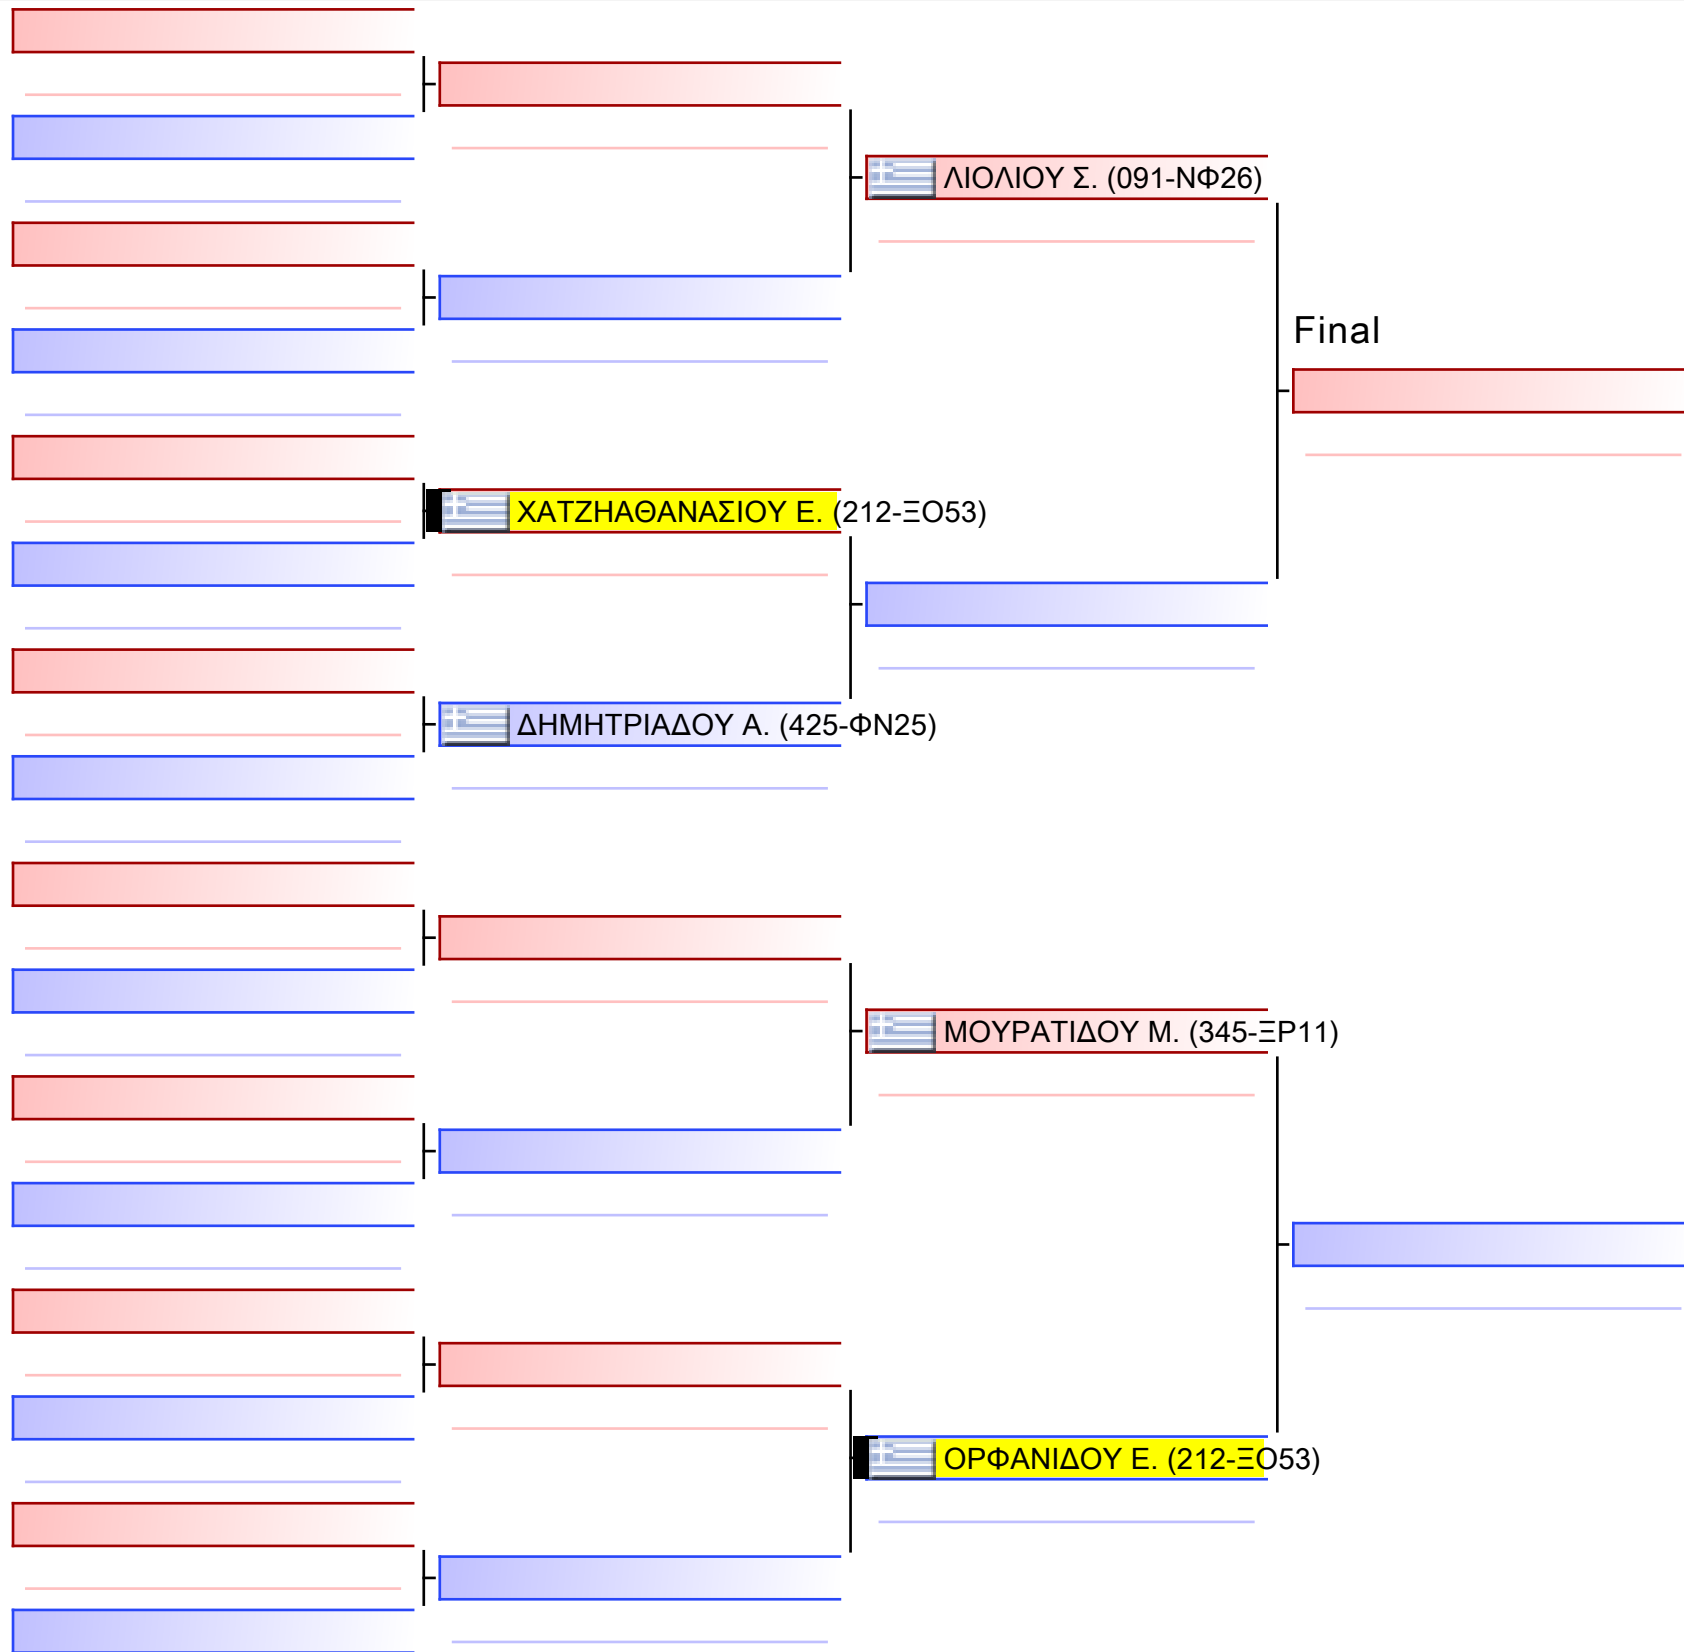 ΛΙΟΛΙΟΥ Σ. (091-ΝΦ26)
Final
ΧΑΤΖΗΑΘΑΝΑΣΙΟΥ Ε. (212-ΞΟ53)
ΔΗΜΗΤΡΙΑΔΟΥ Α. (425-ΦΝ25)
ΜΟΥΡΑΤΙΔΟΥ Μ. (345-ΞΡ11)
ΟΡΦΑΝΙΔΟΥ Ε. (212-ΞΟ53)